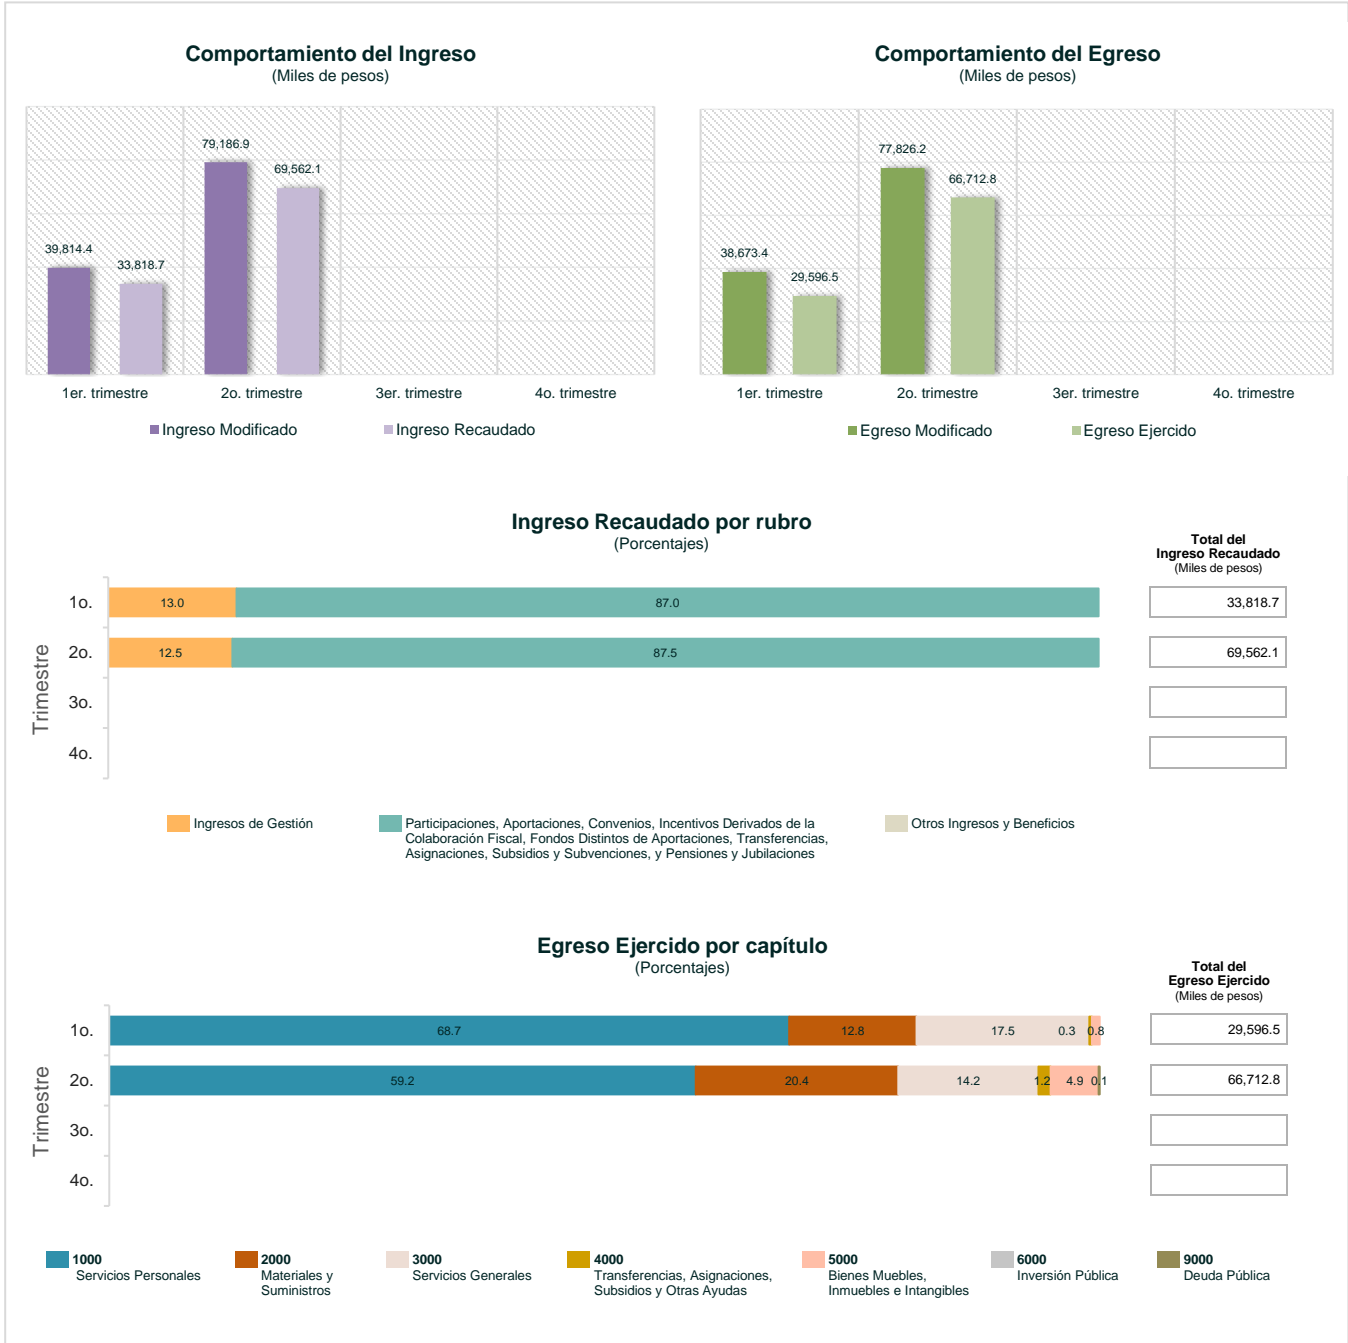 Comportamiento del Ingreso
(Miles de pesos)
79,186.9
69,562.1
39,814.4
33,818.7
1er. trimestre
2o. trimestre
3er. trimestre
4o. trimestre
Ingreso Modificado
Ingreso Recaudado
Comportamiento del Egreso
(Miles de pesos)
77,826.2
66,712.8
38,673.4
29,596.5
1er. trimestre
2o. trimestre
3er. trimestre
4o. trimestre
Egreso Modificado
Egreso Ejercido
Ingreso Recaudado por rubro
(Porcentajes)
Total del
Ingreso Recaudado
(Miles de pesos)
Trimestre
1o.
13.0
87.0
33,818.7
2o.
12.5
87.5
69,562.1
3o.
4o.
Ingresos de Gestión
Participaciones, Aportaciones, Convenios, Incentivos Derivados de la
Colaboración Fiscal, Fondos Distintos de Aportaciones, Transferencias,
Asignaciones, Subsidios y Subvenciones, y Pensiones y Jubilaciones
Otros Ingresos y Beneficios
Egreso Ejercido por capítulo
(Porcentajes)
Total del
Egreso Ejercido
(Miles de pesos)
Trimestre
1o.
68.7
12.8
17.5
0.3
0.8
29,596.5
2o.
59.2
20.4
14.2
1.2
4.9
0.1
66,712.8
3o.
4o.
1000
Servicios Personales
2000
Materiales y
Suministros
3000
Servicios Generales
4000
Transferencias, Asignaciones,
Subsidios y Otras Ayudas
5000
Bienes Muebles,
Inmuebles e Intangibles
6000
Inversión Pública
9000
Deuda Pública